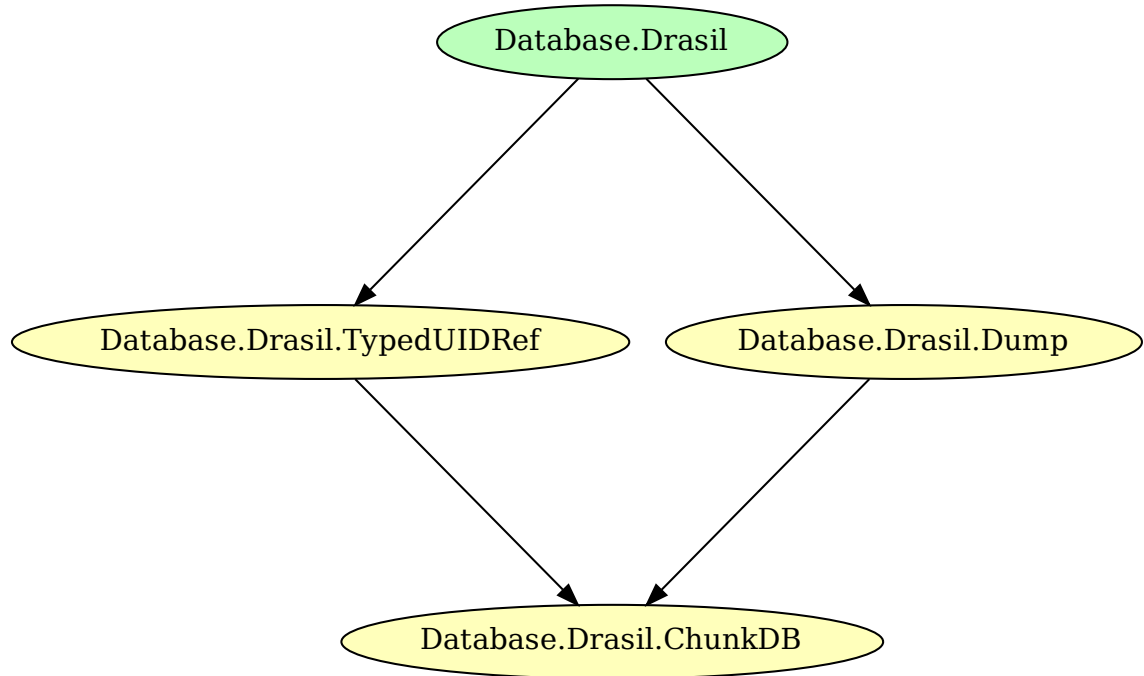 Database.Drasil
Database.Drasil.TypedUIDRef
Database.Drasil.Dump
Database.Drasil.ChunkDB